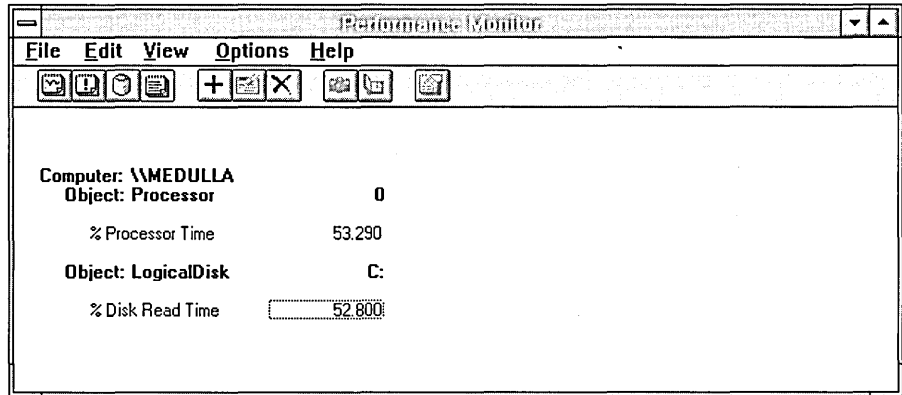 Performance Monitor
File Edit View Options Help
Computer: \\MEDULLA
Object: Processor 0
% Processor Time 53.290
Object: LogicalDisk C:
% Disk Read Time 52.800